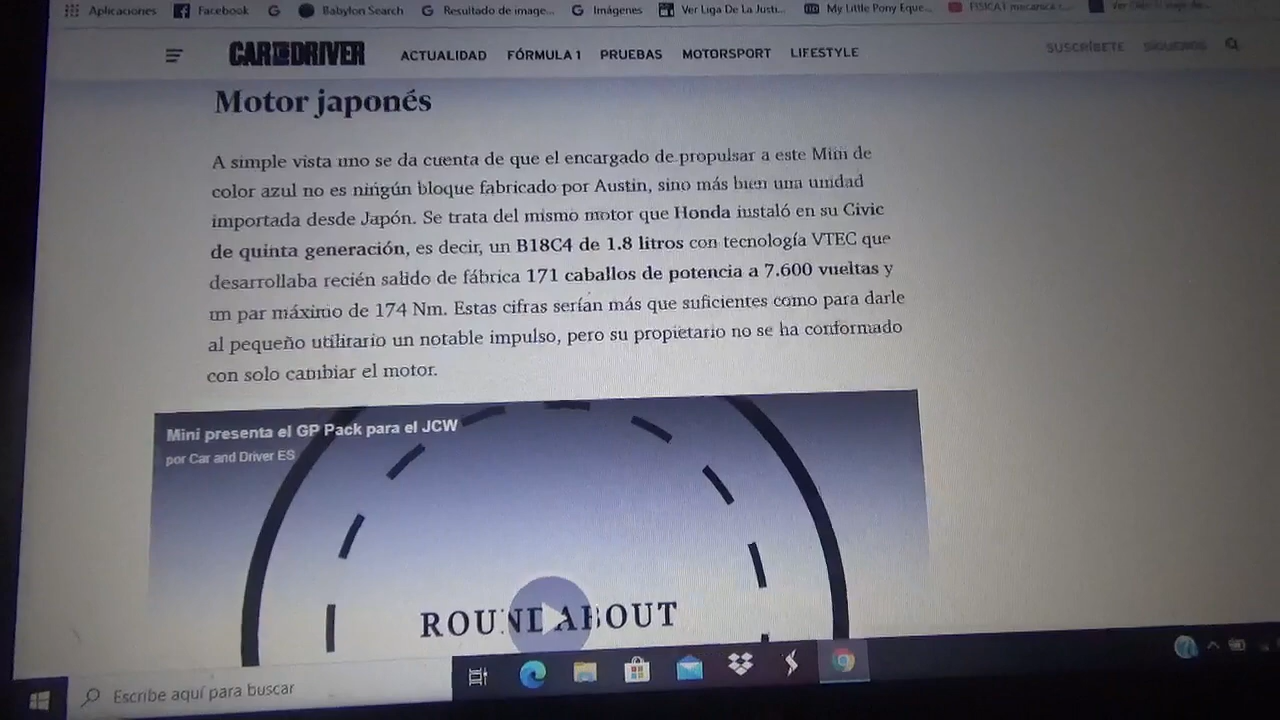 Aplicaciones Facebook Babylon Search Resultado de image... Imágenes Ver Liga De La Justi... My Little Pony Eque...
CAR AND DRIVER ACTUALIDAD FÓRMULA 1 PRUEBAS MOTORSPORT LIFESTYLE SUSCRÍBETE SÍGUENOS
Motor japonés
A simple vista uno se da cuenta de que el encargado de propulsar a este Mini de
color azul no es ningún bloque fabricado por Austin, sino más bien una unidad
importada desde Japón. Se trata del mismo motor que Honda instaló en su Civic
de quinta generación, es decir, un B18C4 de 1.8 litros con tecnología VTEC que
desarrollaba recién salido de fábrica 171 caballos de potencia a 7.600 vueltas y
un par máximo de 174 Nm. Estas cifras serían más que suficientes como para darle
al pequeño utilitario un notable impulso, pero su propietario no se ha conformado
con solo cambiar el motor.
Mini presenta el GP Pack para el JCW
por Car and Driver ES
ROUNDABOUT
Escribe aquí para buscar